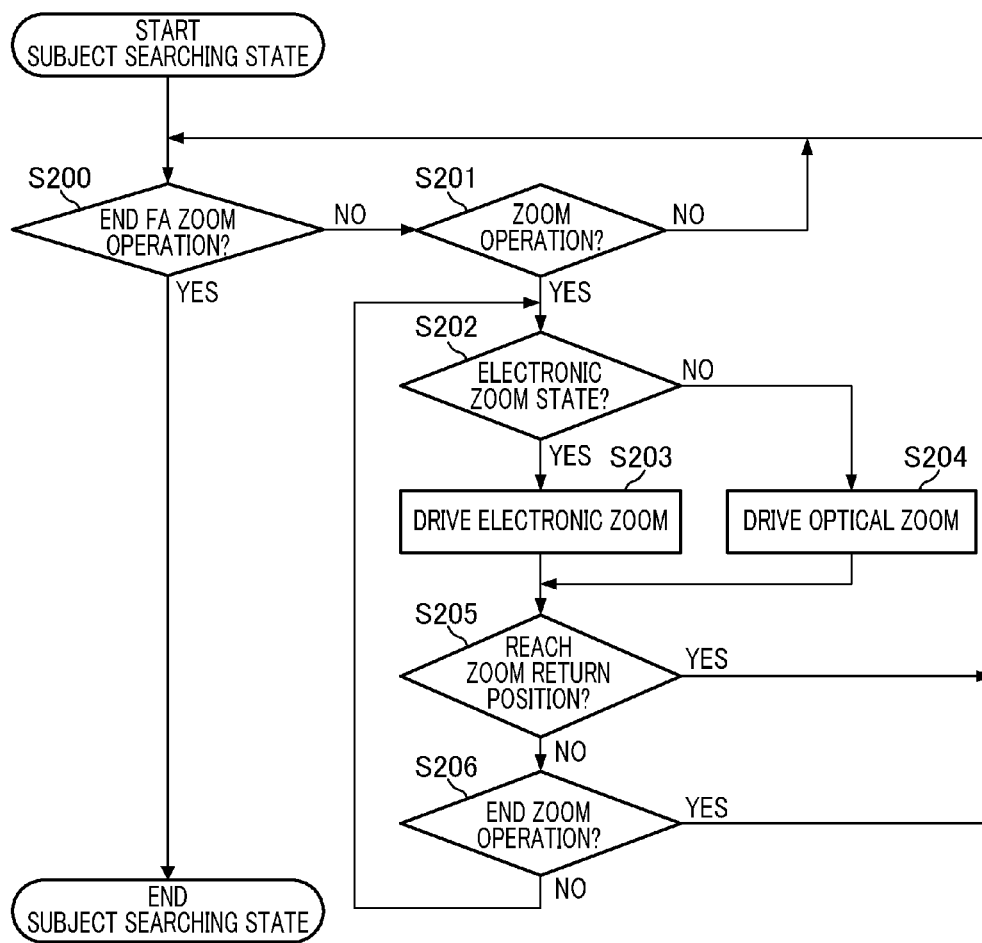 START
SUBJECT SEARCHING STATE
S200
END FA ZOOM
OPERATION?
NO
YES
S201
ZOOM
OPERATION?
NO
YES
S202
ELECTRONIC
ZOOM STATE?
NO
YES
S203
DRIVE ELECTRONIC ZOOM
S204
DRIVE OPTICAL ZOOM
S205
REACH
ZOOM RETURN
POSITION?
YES
NO
S206
END ZOOM
OPERATION?
YES
NO
END
SUBJECT SEARCHING STATE